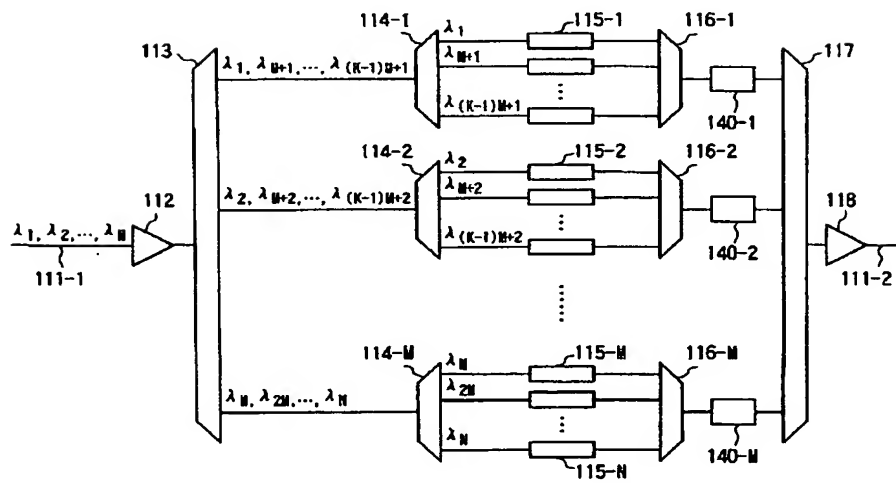 114-1
115-1
116-1
117
113
λ1
λ1, λM+1, ..., λ(K-1)M+1
λM+1
λ(K-1)M+1
140-1
114-2
115-2
116-2
λ2
λ2, λM+2, ..., λ(K-1)M+2
λM+2
λ(K-1)M+2
140-2
112
118
λ1, λ2, ..., λN
111-1
111-2
114-M
115-M
116-M
λM
λM, λ2M, ..., λN
λ2M
λN
140-M
115-N